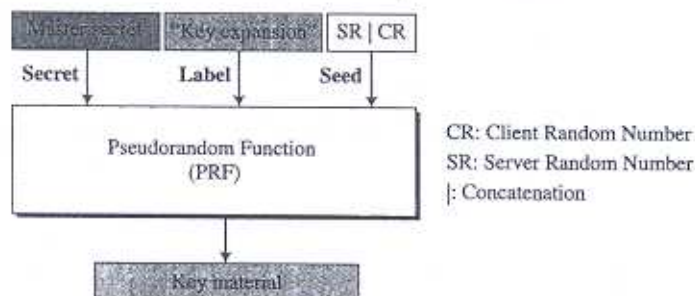 Master secret "Key expansion" SR | CR
Secret Label Seed
Pseudorandom Function
(PRF)
CR: Client Random Number
SR: Server Random Number
|: Concatenation
Key material